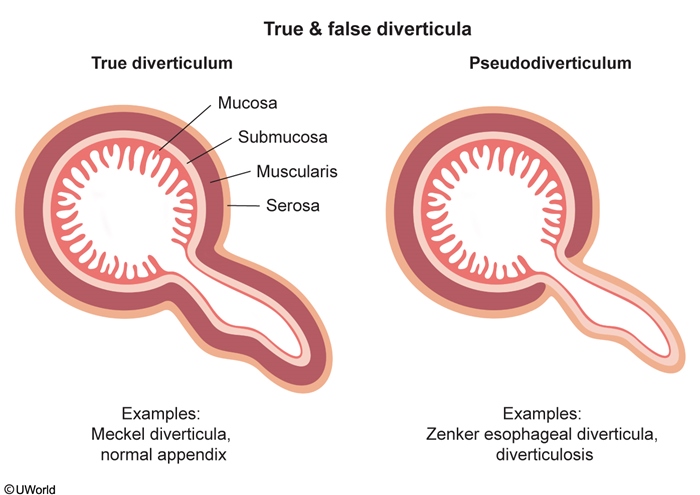 True & false diverticula
True diverticulum
Pseudodiverticulum
Mucosa
Submucosa
Muscularis
Serosa
Examples:
Meckel diverticula,
normal appendix
Examples:
Zenker esophageal diverticula,
diverticulosis
©UWorld